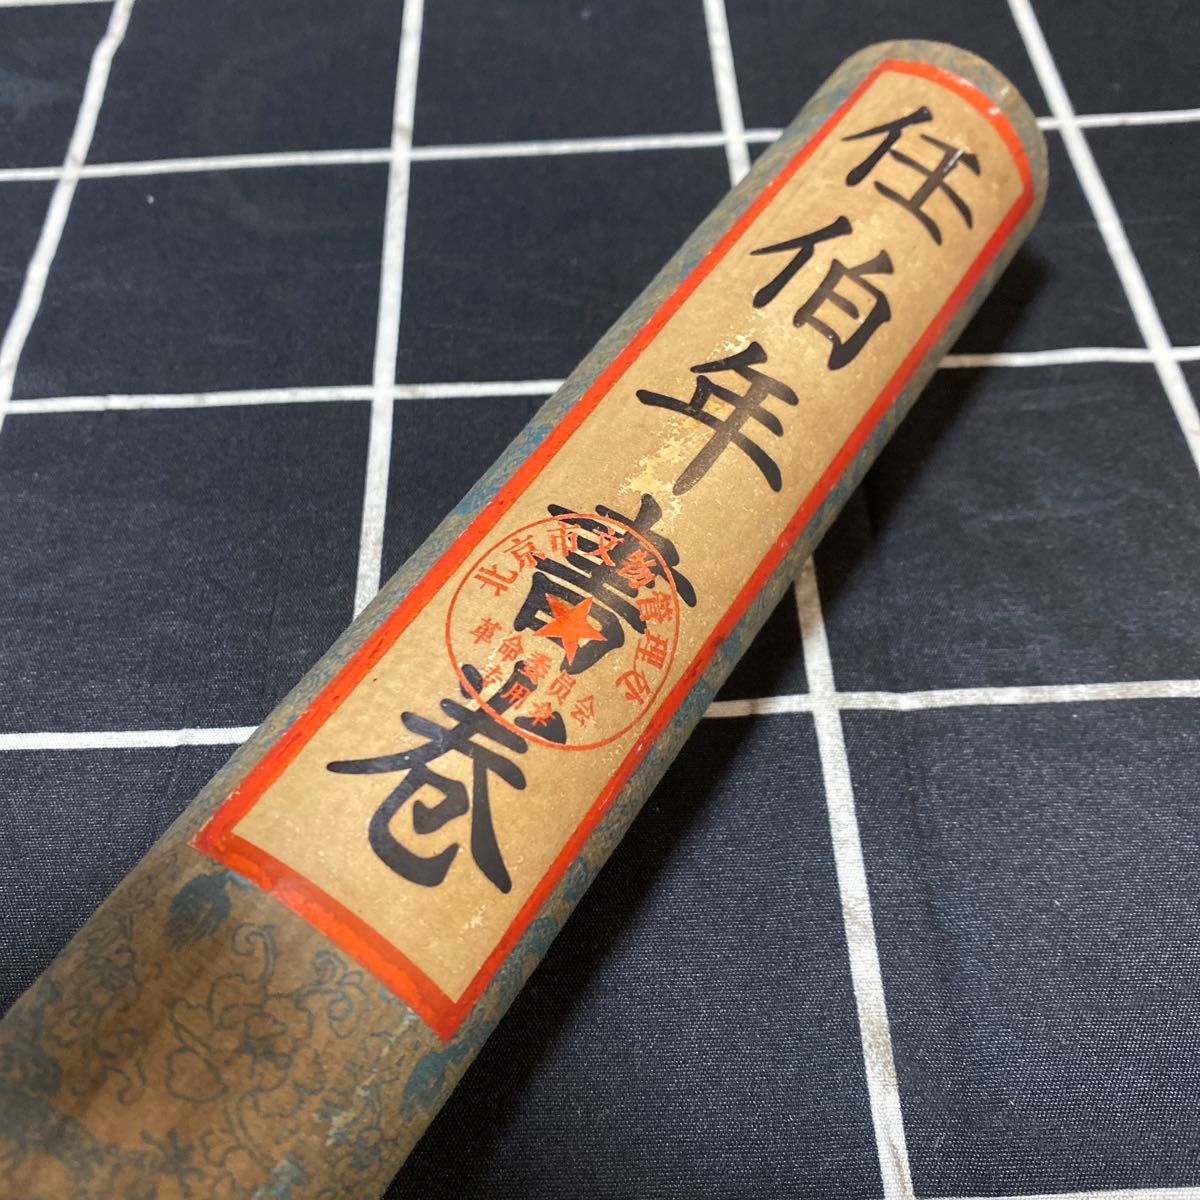 任伯年書卷
北京市文物管理处
革命委员会
专用章